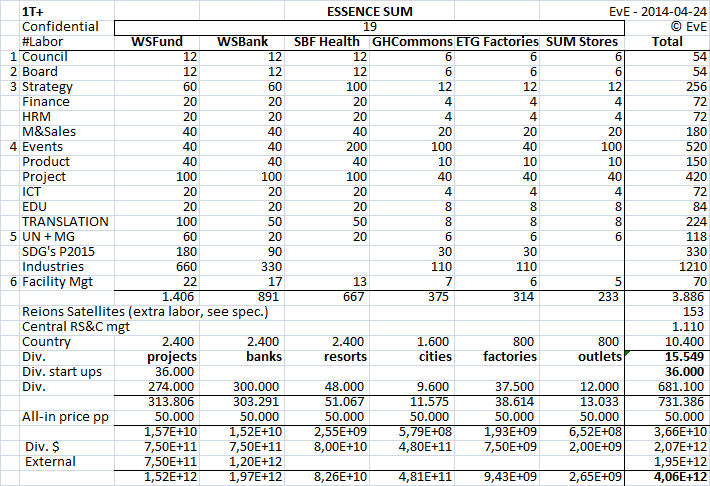 1T+ ESSENCE SUM EvE - 2014-04-24
Confidential 19 © EvE
#Labor WSFund WSBank SBF Health GHCommons ETG Factories SUM Stores Total
1 Council 12 12 12 6 6 6 54
2 Board 12 12 12 6 6 6 54
3 Strategy 60 60 100 12 12 12 256
Finance 20 20 20 4 4 4 72
HRM 20 20 20 4 4 4 72
M&Sales 40 40 40 20 20 20 180
4 Events 40 40 200 100 40 100 520
Product 40 40 40 10 10 10 150
Project 100 100 100 40 40 40 420
ICT 20 20 20 4 4 4 72
EDU 20 20 20 8 8 8 84
TRANSLATION 100 50 50 8 8 8 224
5 UN + MG 60 20 20 6 6 6 118
SDG's P2015 180 90 30 30 330
Industries 660 330 110 110 1210
6 Facility Mgt 22 17 13 7 6 5 70
1.406 891 667 375 314 233 3.886
Reions Satellites (extra labor, see spec.) 153
Central RS&C mgt 1.110
Country 2.400 2.400 2.400 1.600 800 800 10.400
Div. projects banks resorts cities factories outlets 15.549
Div. start ups 36.000 36.000
Div. 274.000 300.000 48.000 9.600 37.500 12.000 681.100
313.806 303.291 51.067 11.575 38.614 13.033 731.386
All-in price pp 50.000 50.000 50.000 50.000 50.000 50.000 50.000
1,57E+10 1,52E+10 2,55E+09 5,79E+08 1,93E+09 6,52E+08 3,66E+10
Div. $ 7,50E+11 7,50E+11 8,00E+10 4,80E+11 7,50E+09 2,00E+09 2,07E+12
External 7,50E+11 1,20E+12 1,95E+12
1,52E+12 1,97E+12 8,26E+10 4,81E+11 9,43E+09 2,65E+09 4,06E+12